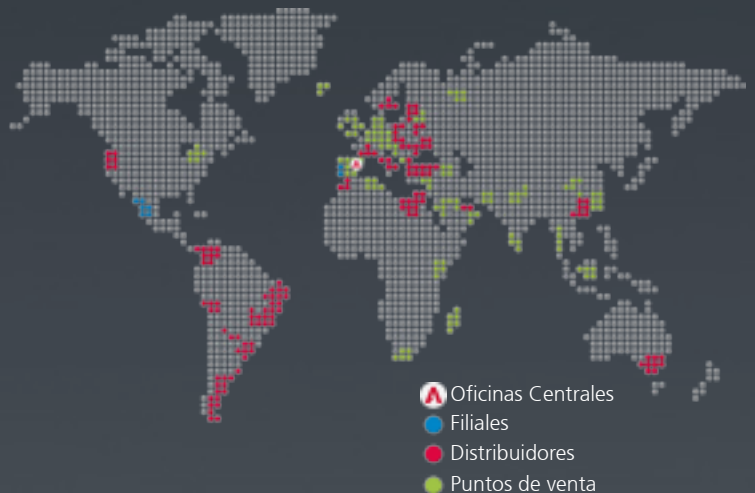 Oficinas Centrales
Filiales
Distribuidores
Puntos de venta